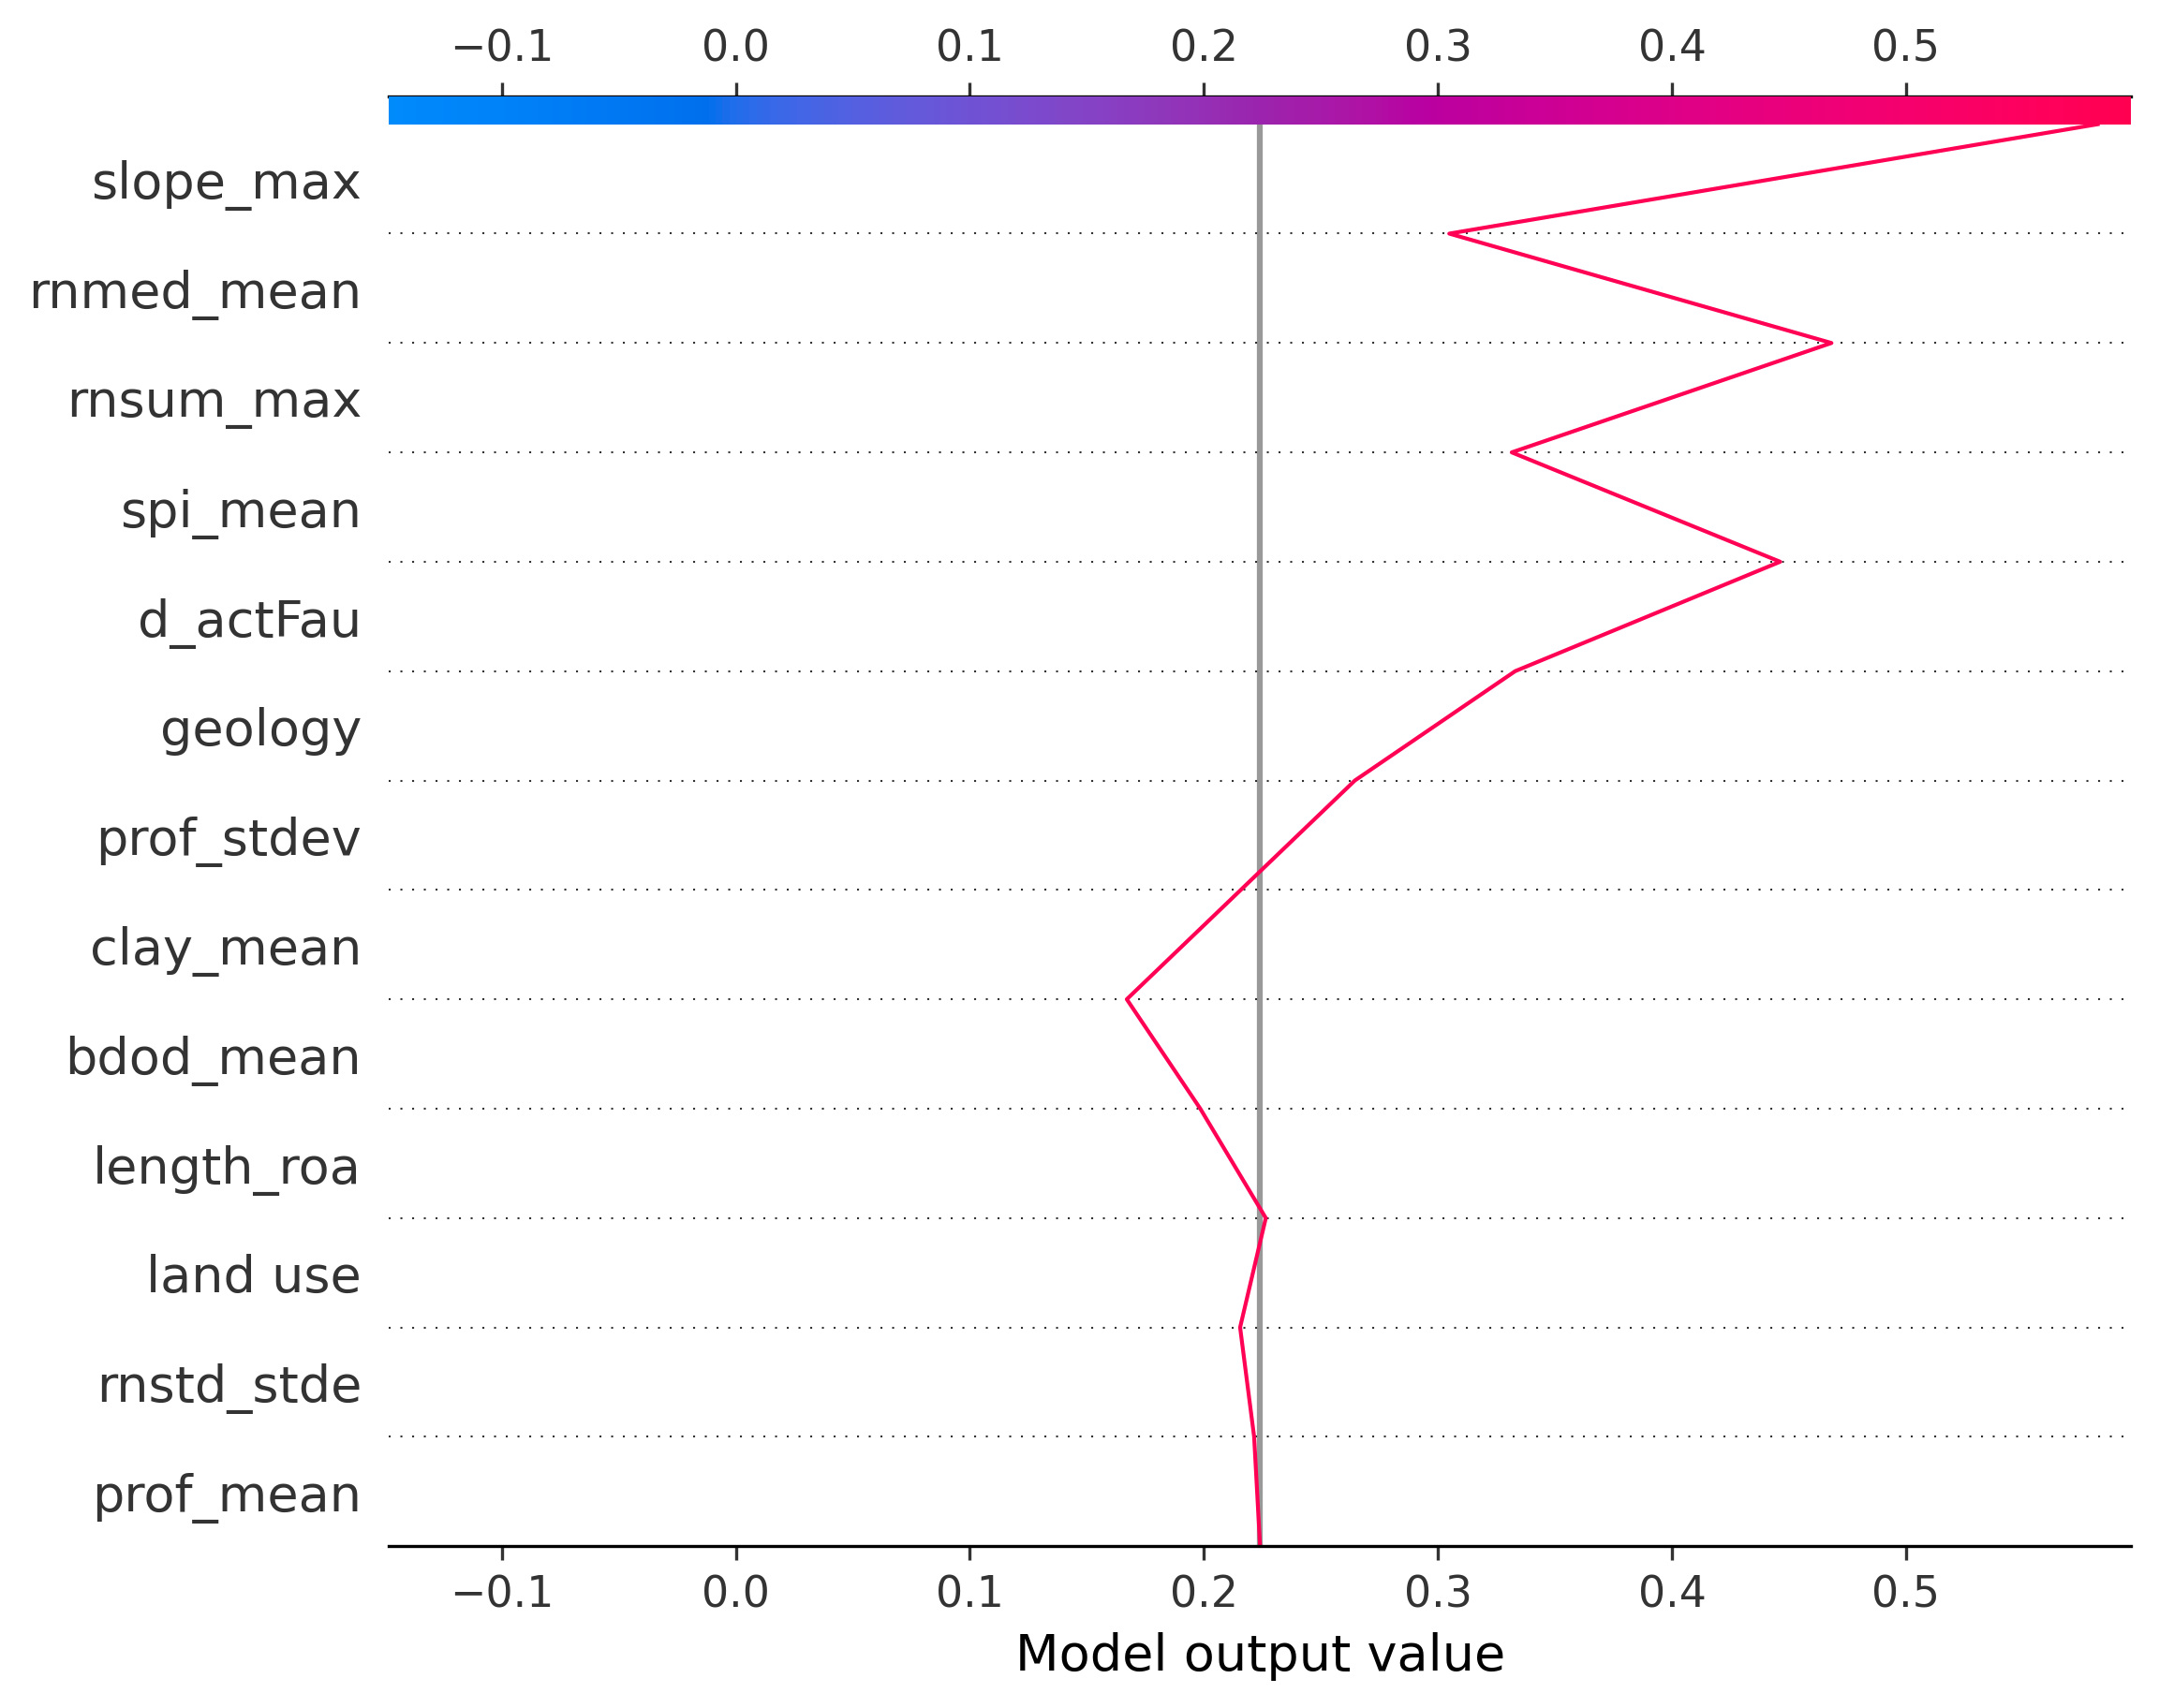 −0.1 0.0 0.1 0.2 0.3 0.4 0.5
slope_max
rnmed_mean
rnsum_max
spi_mean
d_actFau
geology
prof_stdev
clay_mean
bdod_mean
length_roa
land use
rnstd_stde
prof_mean
−0.1 0.0 0.1 0.2 0.3 0.4 0.5
Model output value